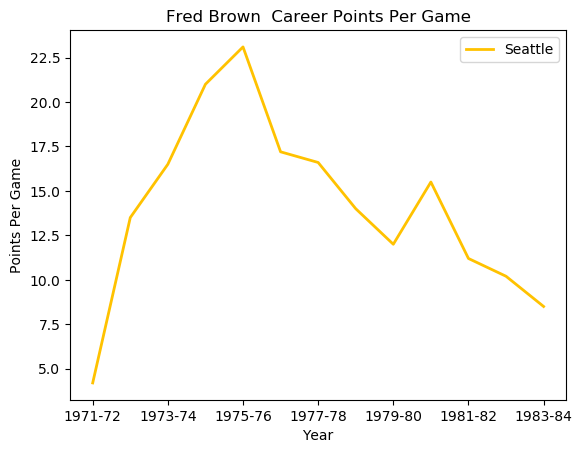 Fred Brown  Career Points Per Game
Seattle
Points Per Game
22.5
20.0
17.5
15.0
12.5
10.0
7.5
5.0
1971-72 1973-74 1975-76 1977-78 1979-80 1981-82 1983-84
Year